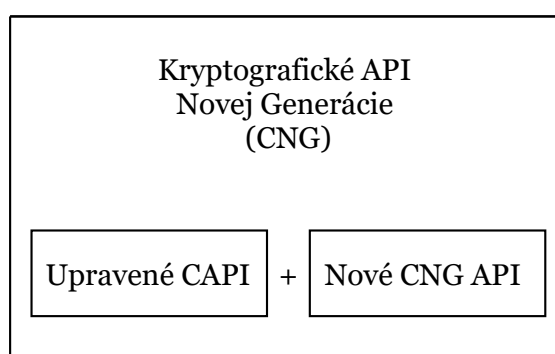 Kryptografické API
Novej Generácie
(CNG)
Upravené CAPI + Nové CNG API